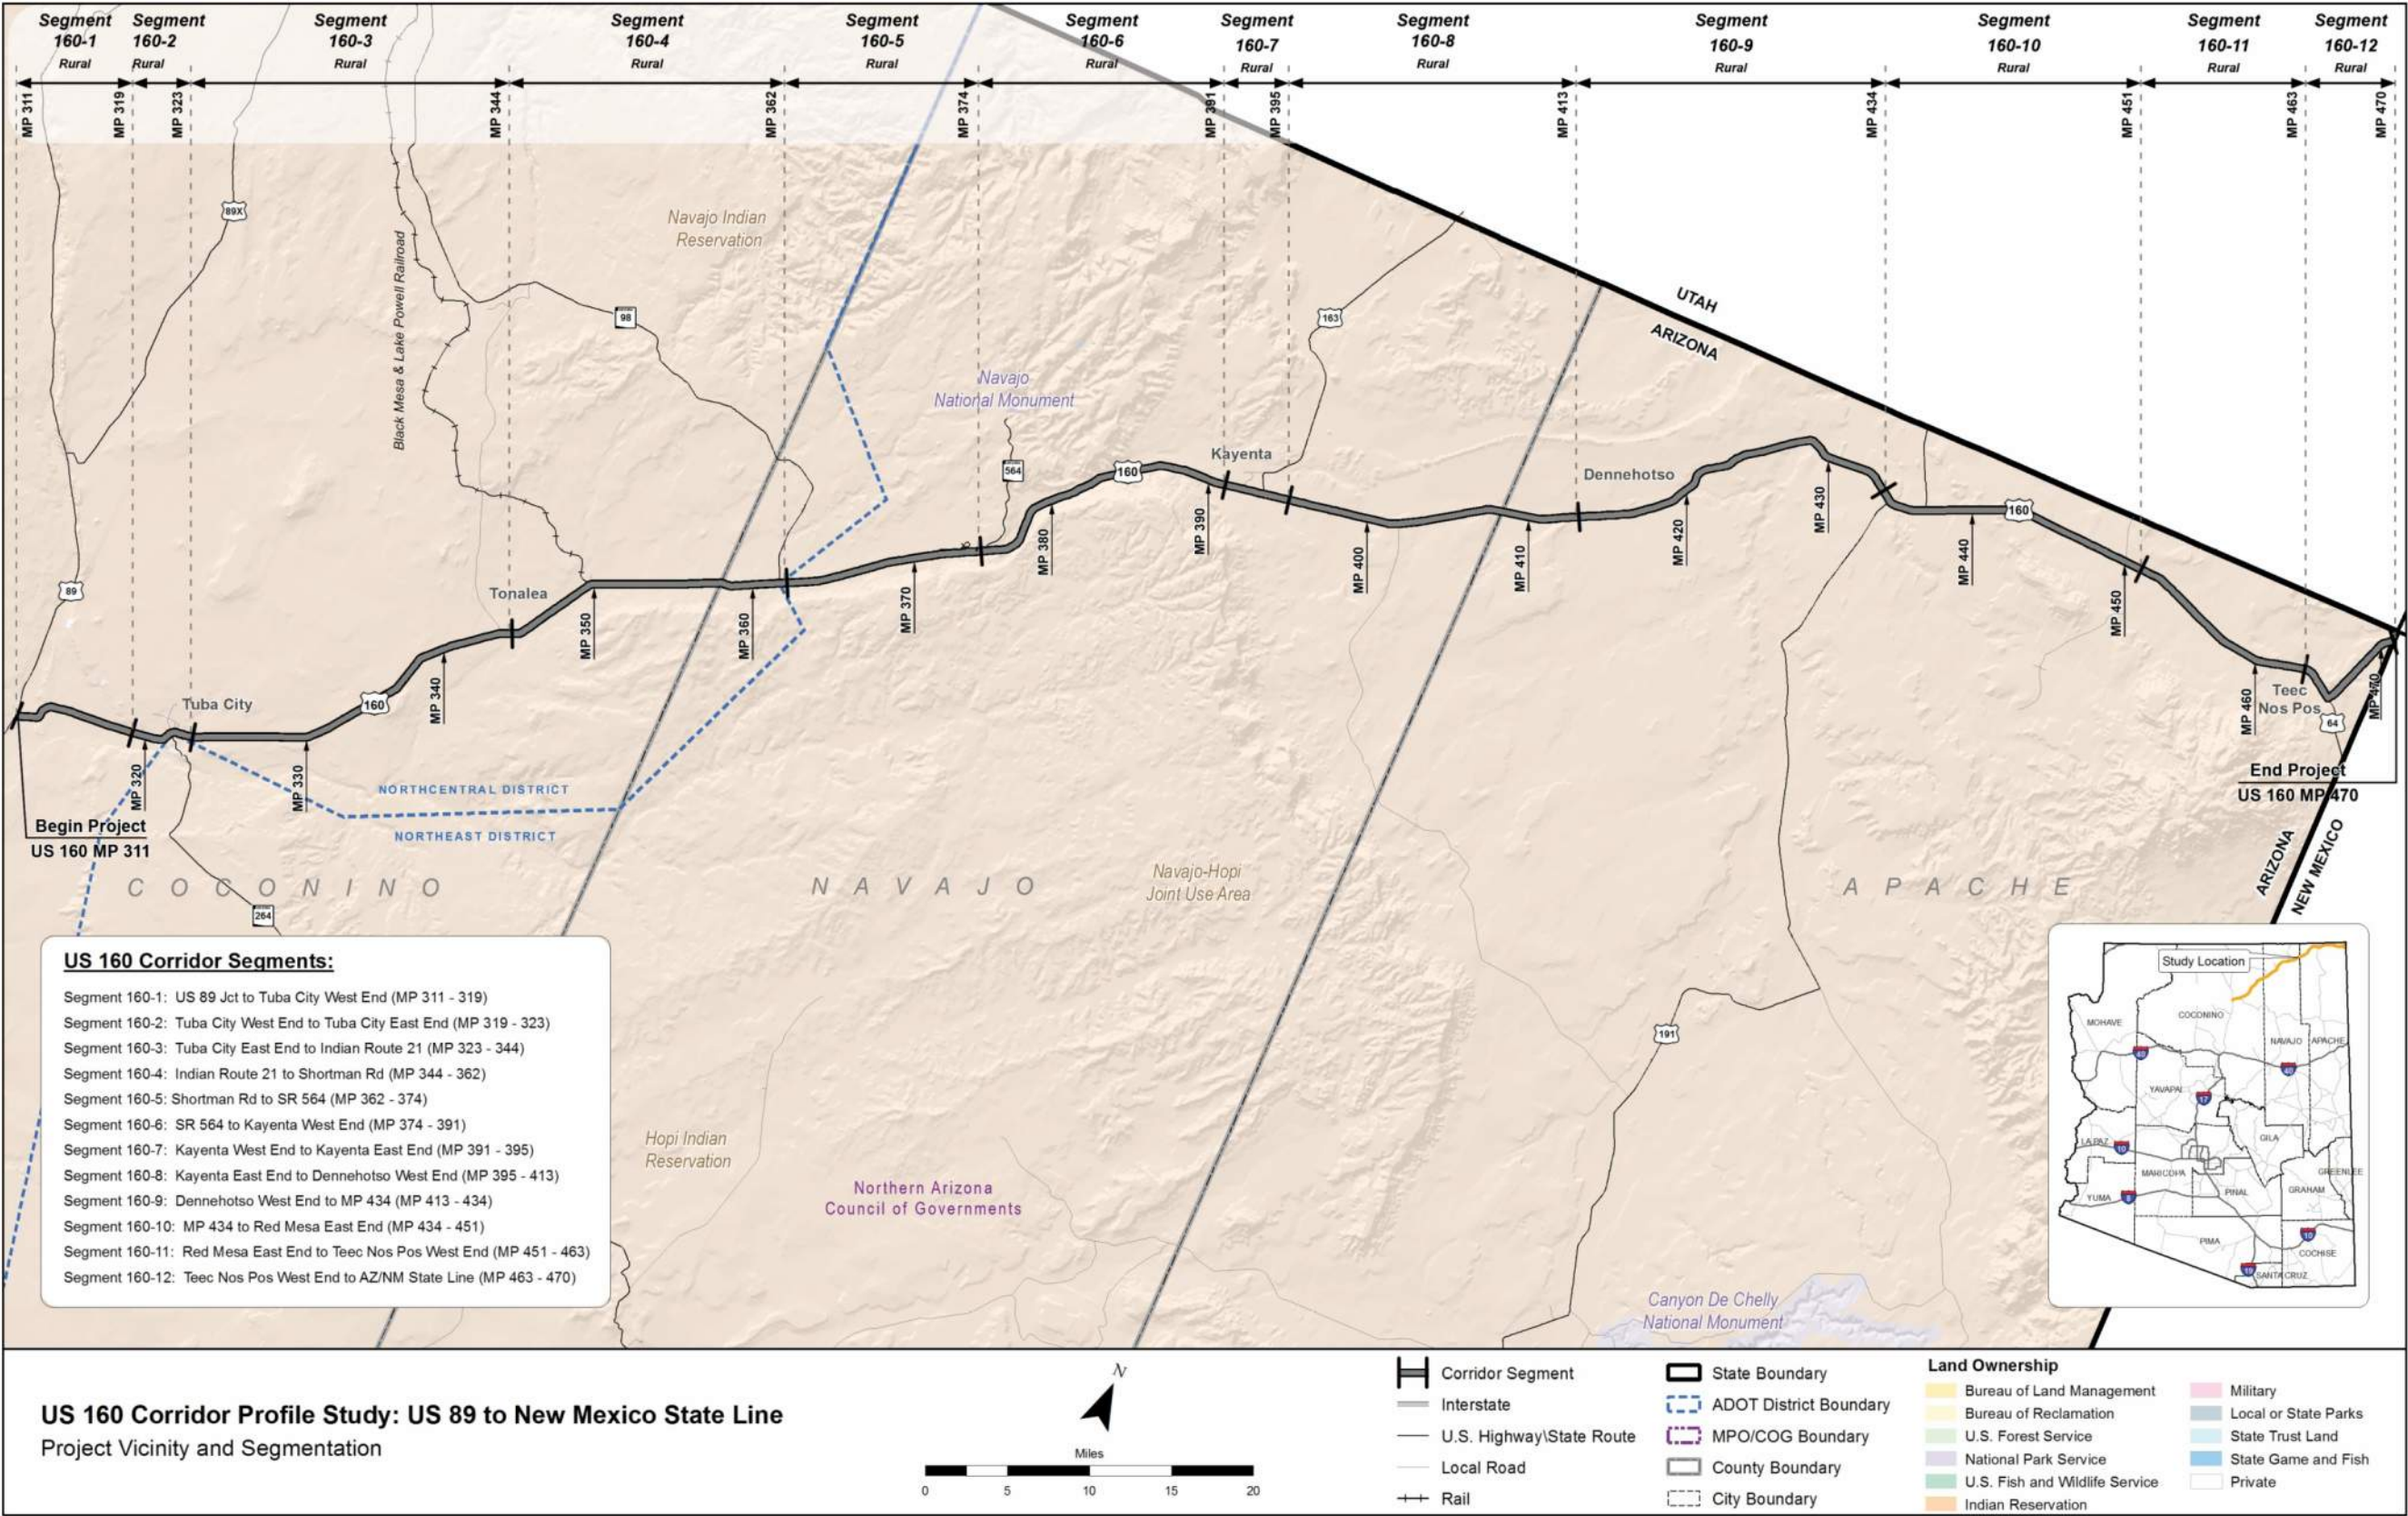 Segment
160-1
Rural
Segment
160-2
Rural
Segment
160-3
Rural
Segment
160-4
Rural
Segment
160-5
Rural
Segment
160-6
Rural
Segment
160-7
Rural
Segment
160-8
Rural
Segment
160-9
Rural
Segment
160-10
Rural
Segment
160-11
Rural
Segment
160-12
Rural
MP 311
MP 319
MP 323
MP 344
MP 362
MP 374
MP 391
MP 395
MP 413
MP 434
MP 451
MP 463
MP 470
89X
Navajo Indian
Reservation
Black Mesa & Lake Powell Railroad
98
163
UTAH
ARIZONA
Navajo
National Monument
564
160
Kayenta
Dennehotso
160
89
Tonalea
Tuba City
160
MP 320
MP 330
MP 340
MP 350
MP 360
MP 370
MP 380
MP 390
MP 400
MP 410
MP 420
MP 430
MP 440
MP 450
MP 460
MP 470
Teec
Nos Pos
64
NORTHCENTRAL DISTRICT
NORTHEAST DISTRICT
Begin Project
US 160 MP 311
End Project
US 160 MP 470
ARIZONA
NEW MEXICO
COCONINO
NAVAJO
APACHE
Navajo-Hopi
Joint Use Area
264
191
Hopi Indian
Reservation
Northern Arizona
Council of Governments
Canyon De Chelly
National Monument
US 160 Corridor Segments:
Segment 160-1: US 89 Jct to Tuba City West End (MP 311 - 319)
Segment 160-2: Tuba City West End to Tuba City East End (MP 319 - 323)
Segment 160-3: Tuba City East End to Indian Route 21 (MP 323 - 344)
Segment 160-4: Indian Route 21 to Shortman Rd (MP 344 - 362)
Segment 160-5: Shortman Rd to SR 564 (MP 362 - 374)
Segment 160-6: SR 564 to Kayenta West End (MP 374 - 391)
Segment 160-7: Kayenta West End to Kayenta East End (MP 391 - 395)
Segment 160-8: Kayenta East End to Dennehotso West End (MP 395 - 413)
Segment 160-9: Dennehotso West End to MP 434 (MP 413 - 434)
Segment 160-10: MP 434 to Red Mesa East End (MP 434 - 451)
Segment 160-11: Red Mesa East End to Teec Nos Pos West End (MP 451 - 463)
Segment 160-12: Teec Nos Pos West End to AZ/NM State Line (MP 463 - 470)
Study Location
MOHAVE
COCONINO
NAVAJO
APACHE
40
40
YAVAPAI
17
LA PAZ
10
GILA
MARICOPA
GREENLEE
YUMA
8
PINAL
GRAHAM
PIMA
10
COCHISE
19
SANTA CRUZ
US 160 Corridor Profile Study: US 89 to New Mexico State Line
Project Vicinity and Segmentation
N
Miles
0
5
10
15
20
Corridor Segment
Interstate
U.S. Highway\State Route
Local Road
Rail
State Boundary
ADOT District Boundary
MPO/COG Boundary
County Boundary
City Boundary
Land Ownership
Bureau of Land Management
Bureau of Reclamation
U.S. Forest Service
National Park Service
U.S. Fish and Wildlife Service
Indian Reservation
Military
Local or State Parks
State Trust Land
State Game and Fish
Private